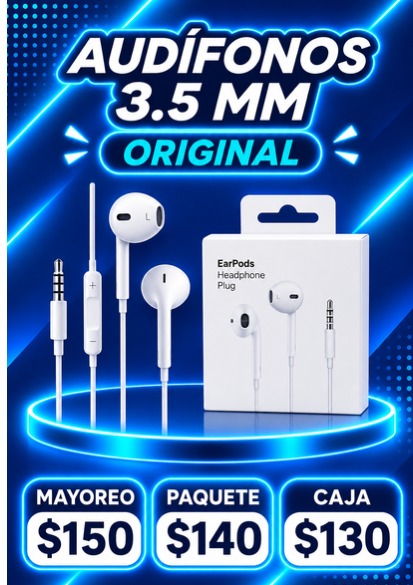 AUDÍFONOS
3.5 MM
ORIGINAL
L
+
−
EarPods
Headphone
Plug
L
MAYOREO
$150
PAQUETE
$140
CAJA
$130